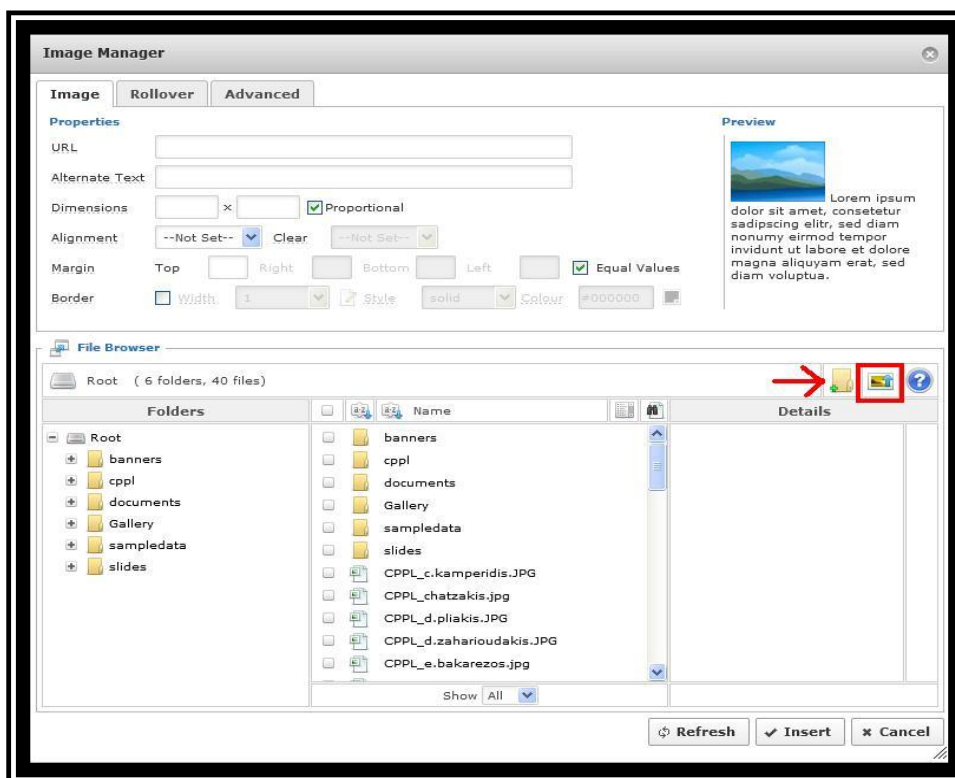 Image Manager
Image Rollover Advanced
Properties
URL
Alternate Text
Dimensions × Proportional
Alignment --Not Set-- Clear --Not Set--
Margin Top Right Bottom Left Equal Values
Border Width 1 Style solid Colour #000000
Preview
Lorem ipsum
dolor sit amet, consetetur
sadipscing elitr, sed diam
nonumy eirmod tempor
invidunt ut labore et dolore
magna aliquyam erat, sed
diam voluptua.
File Browser
Root ( 6 folders, 40 files)
Folders
Root
banners
cppl
documents
Gallery
sampledata
slides
Name
banners
cppl
documents
Gallery
sampledata
slides
CPPL_c.kamperidis.JPG
CPPL_chatzakis.jpg
CPPL_d.pliakis.JPG
CPPL_d.zaharioudakis.JPG
CPPL_e.bakarezos.jpg
Show All
Details
Refresh Insert Cancel